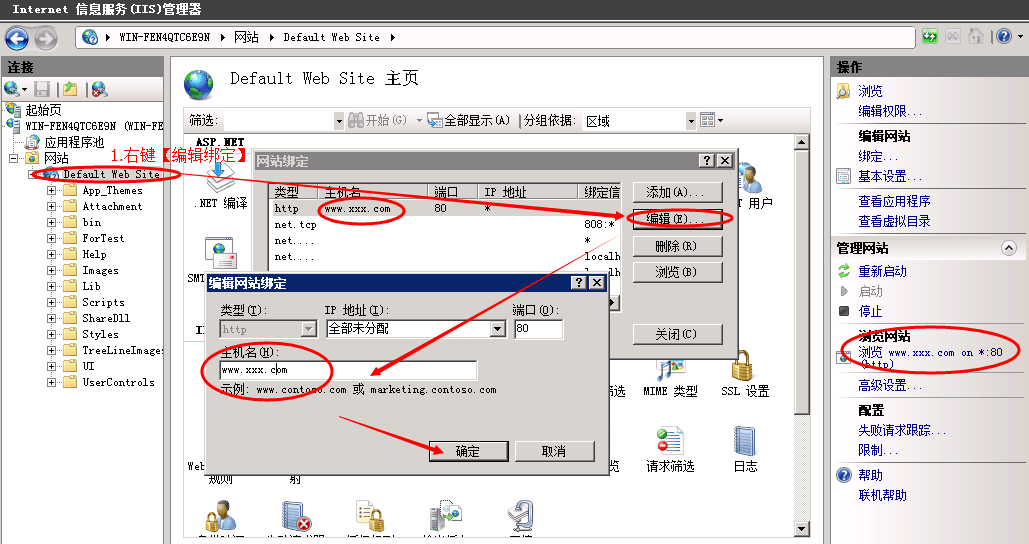 Internet 信息服务(IIS)管理器
WIN-FEN4QTC6E9N 网站 Default Web Site
连接
起始页
WIN-FEN4QTC6E9N (WIN-FE
应用程序池
网站
1.右键【编辑绑定】
Default Web Site
App_Themes
Attachment
bin
ForTest
Help
Images
Lib
Scripts
ShareDll
Styles
TreeLineImage
UI
UserControls
Default Web Site 主页
筛选: 开始(G) 全部显示(A) 分组依据: 区域
ASP.NET
.NET 编译
用户
SMT
网站绑定
类型 主机名 端口 IP 地址 绑定信
http www.xxx.com 80 *
net.tcp 808:*
net.... *
net.... localh
localh
添加(A)...
编辑(E)...
删除(R)
浏览(B)
关闭(C)
编辑网站绑定
类型(T): IP 地址(I): 端口(O):
http 全部未分配 80
主机名(H):
www.xxx.com
示例: www.contoso.com 或 marketing.contoso.com
确定 取消
MIME 类型 SSL 设置
请求筛选 日志
操作
浏览
编辑权限...
编辑网站
绑定...
基本设置...
查看应用程序
查看虚拟目录
管理网站
重新启动
启动
停止
浏览网站
浏览 www.xxx.com on *:80
(http)
高级设置...
配置
失败请求跟踪...
限制...
帮助
联机帮助